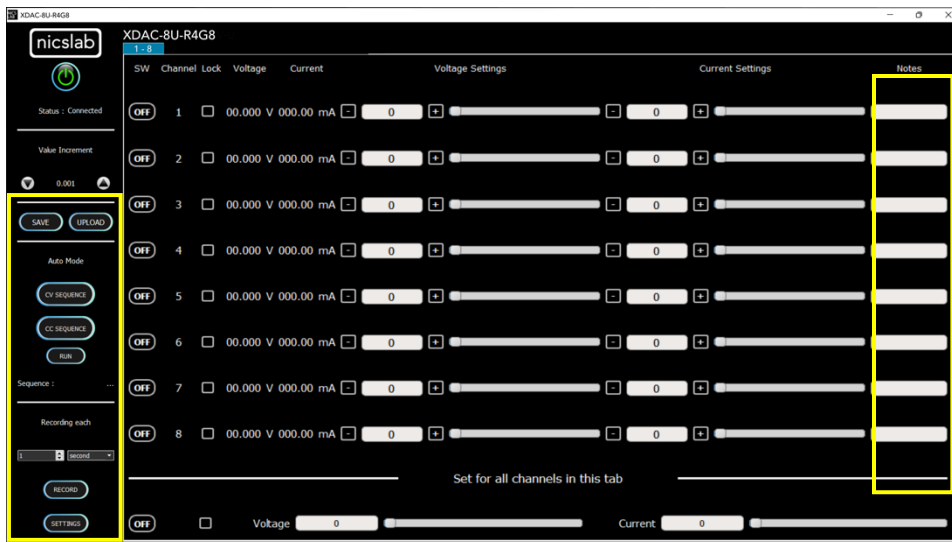 XDAC-8U-R4G8
nicslab
Status : Connected
Value Increment
0.001
SAVE UPLOAD
Auto Mode
CV SEQUENCE
CC SEQUENCE
RUN
Sequence : ...
Recording each
1 second
RECORD
SETTINGS
XDAC-8U-R4G8
1 - 8
SW Channel Lock Voltage Current Voltage Settings Current Settings Notes
OFF 1 00.000 V 000.00 mA - 0 + - 0 +
OFF 2 00.000 V 000.00 mA - 0 + - 0 +
OFF 3 00.000 V 000.00 mA - 0 + - 0 +
OFF 4 00.000 V 000.00 mA - 0 + - 0 +
OFF 5 00.000 V 000.00 mA - 0 + - 0 +
OFF 6 00.000 V 000.00 mA - 0 + - 0 +
OFF 7 00.000 V 000.00 mA - 0 + - 0 +
OFF 8 00.000 V 000.00 mA - 0 + - 0 +
Set for all channels in this tab
OFF Voltage 0 Current 0